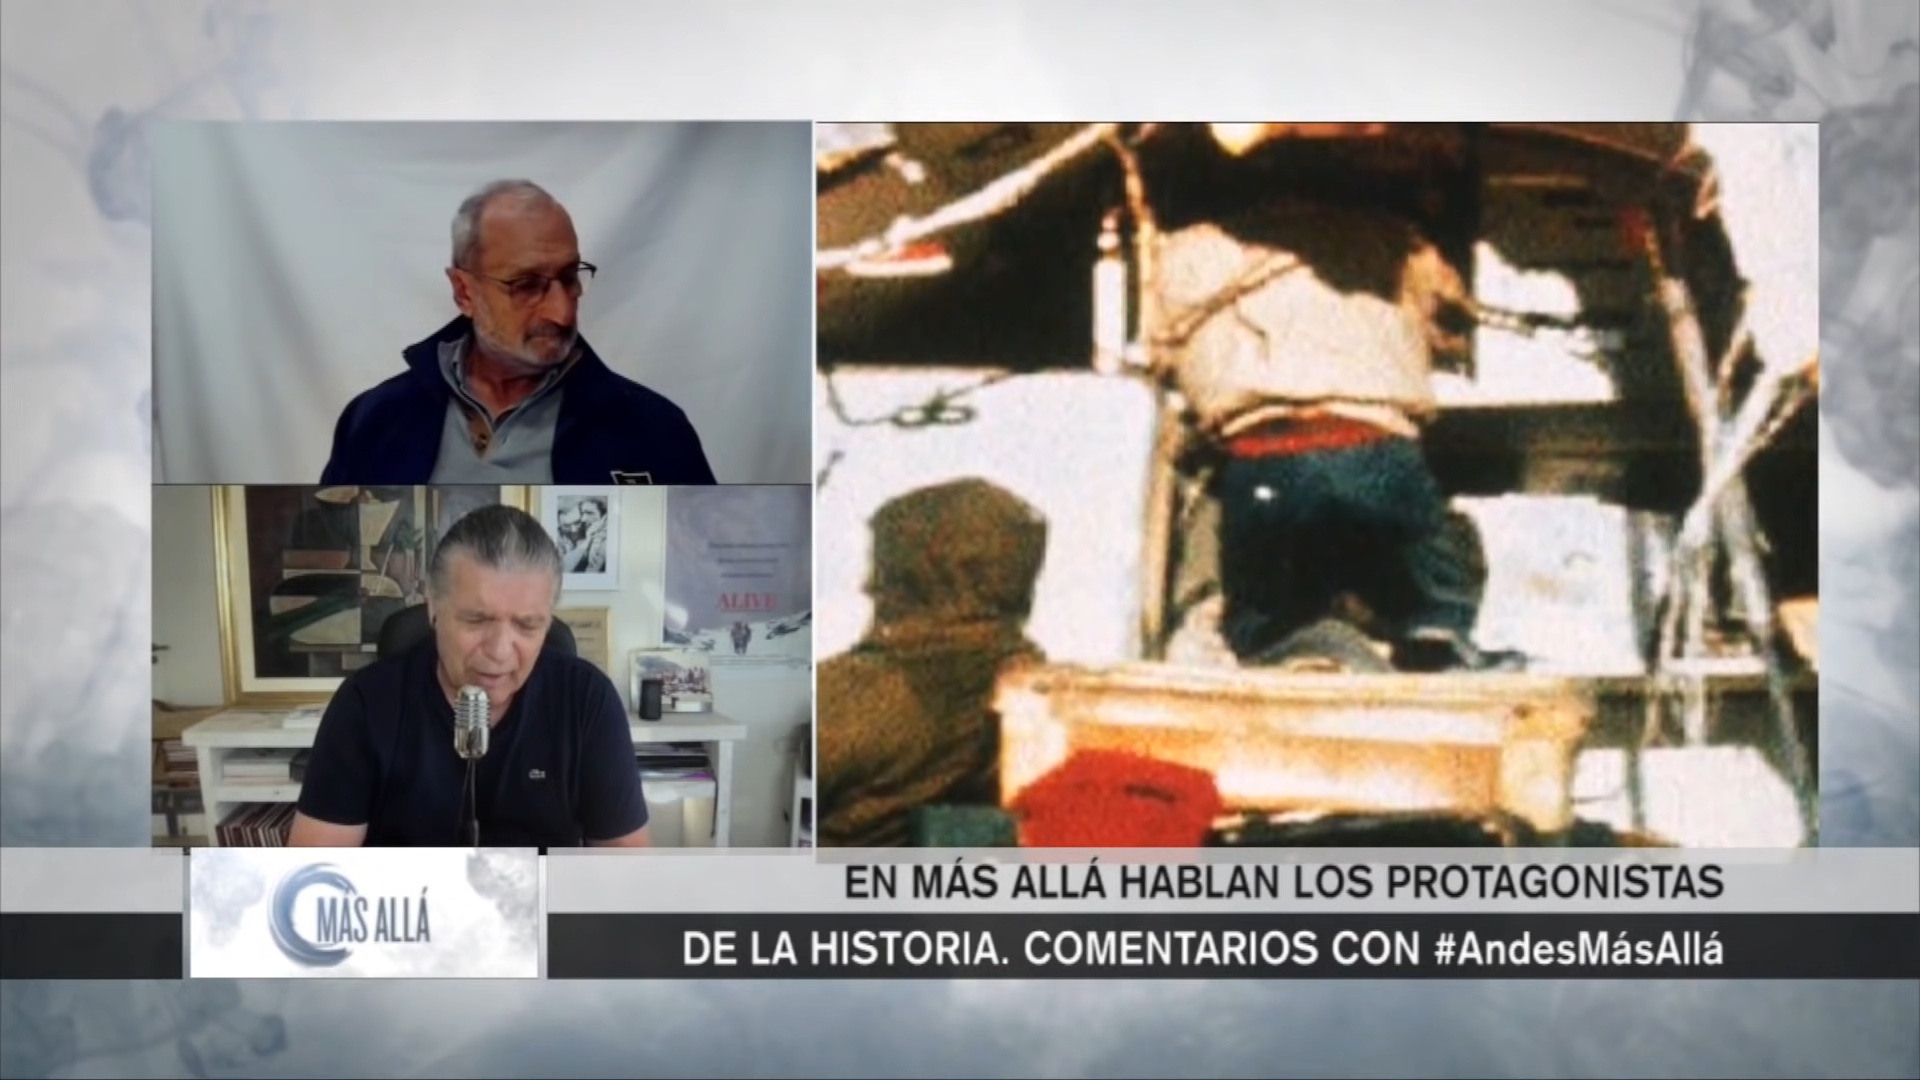 ALIVE
MÁS ALLÁ
EN MÁS ALLÁ HABLAN LOS PROTAGONISTAS
DE LA HISTORIA. COMENTARIOS CON #AndesMásAllá